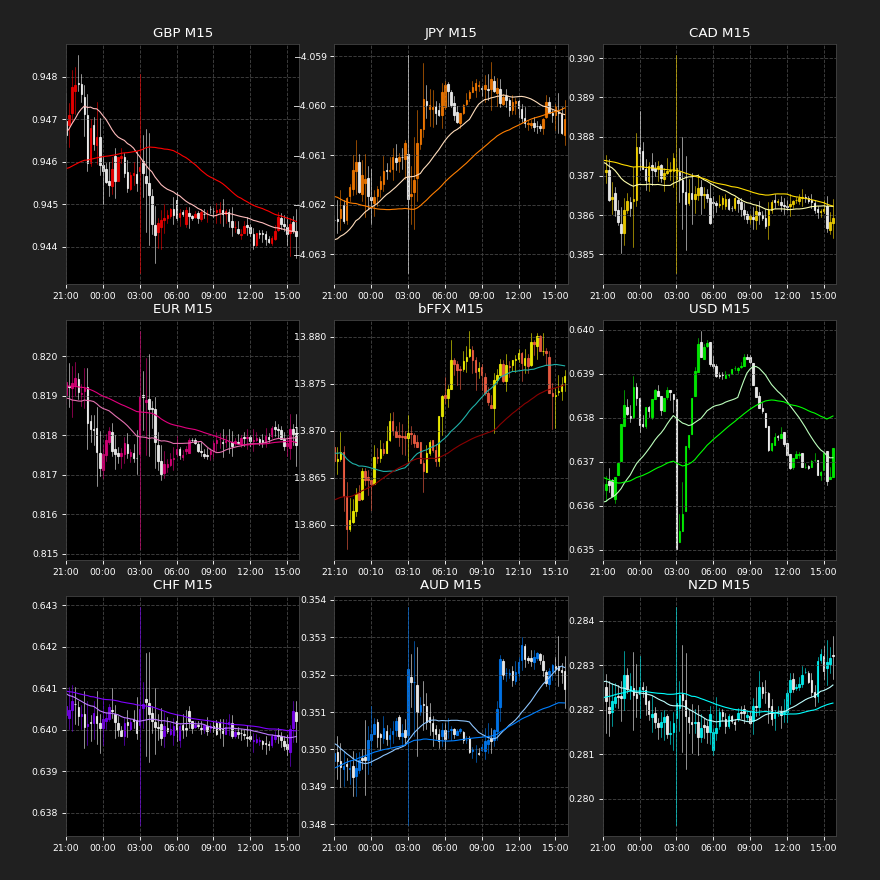 GBP M15
JPY M15
CAD M15
0.948
0.947
0.946
0.945
0.944
−4.059
−4.060
−4.061
−4.062
−4.063
0.390
0.389
0.388
0.387
0.386
0.385
21:00 00:00 03:00 06:00 09:00 12:00 15:00
21:00 00:00 03:00 06:00 09:00 12:00 15:00
21:00 00:00 03:00 06:00 09:00 12:00 15:00
EUR M15
bFFX M15
USD M15
0.820
0.819
0.818
0.817
0.816
0.815
13.880
13.875
13.870
13.865
13.860
0.640
0.639
0.638
0.637
0.636
0.635
21:00 00:00 03:00 06:00 09:00 12:00 15:00
21:10 00:10 03:10 06:10 09:10 12:10 15:10
21:00 00:00 03:00 06:00 09:00 12:00 15:00
CHF M15
AUD M15
NZD M15
0.643
0.642
0.641
0.640
0.639
0.638
0.354
0.353
0.352
0.351
0.350
0.349
0.348
0.284
0.283
0.282
0.281
0.280
21:00 00:00 03:00 06:00 09:00 12:00 15:00
21:00 00:00 03:00 06:00 09:00 12:00 15:00
21:00 00:00 03:00 06:00 09:00 12:00 15:00